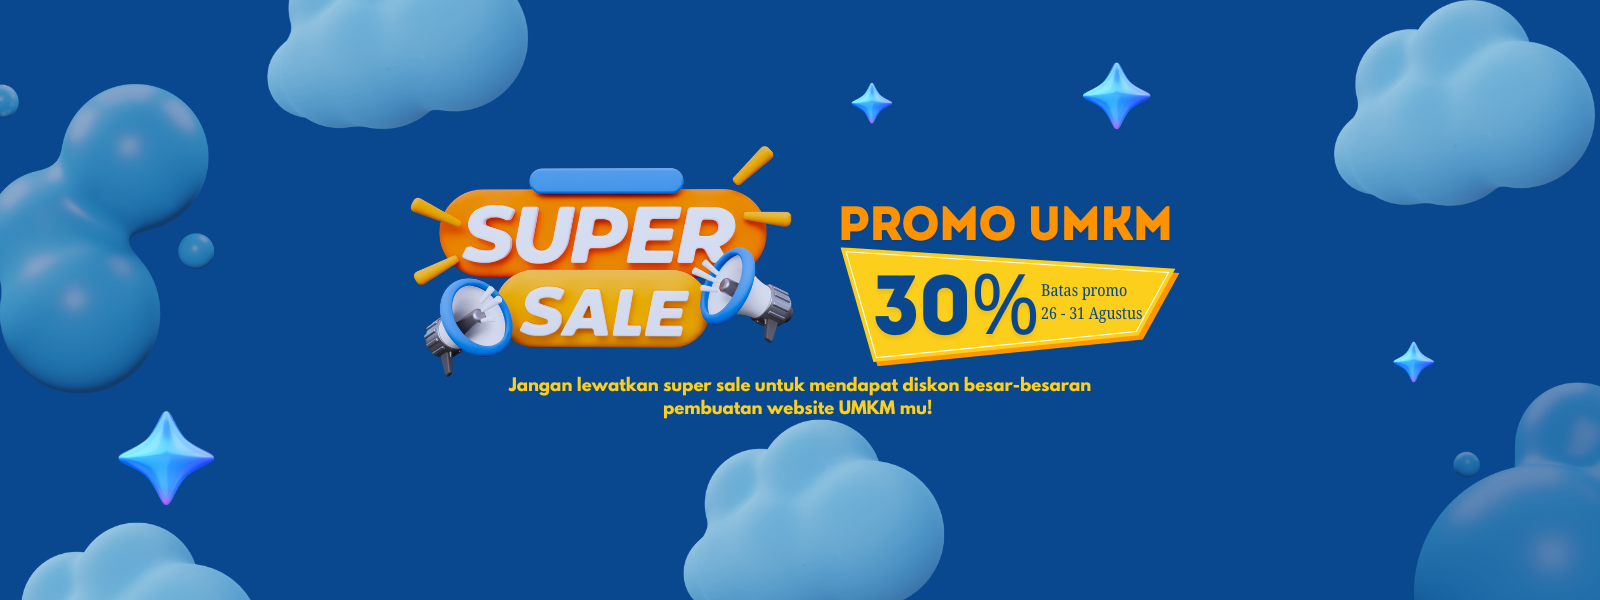 SUPER
SALE
PROMO UMKM
30%
Batas promo
26 - 31 Agustus
Jangan lewatkan super sale untuk mendapat diskon besar-besaran
pembuatan website UMKM mu!